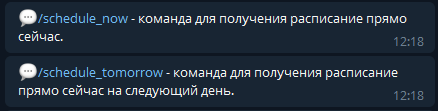 💬/schedule_now - команда для получения расписание прямо
сейчас.
12:18
💬/schedule_tomorrow - команда для получения расписание
прямо сейчас на следующий день.
12:18